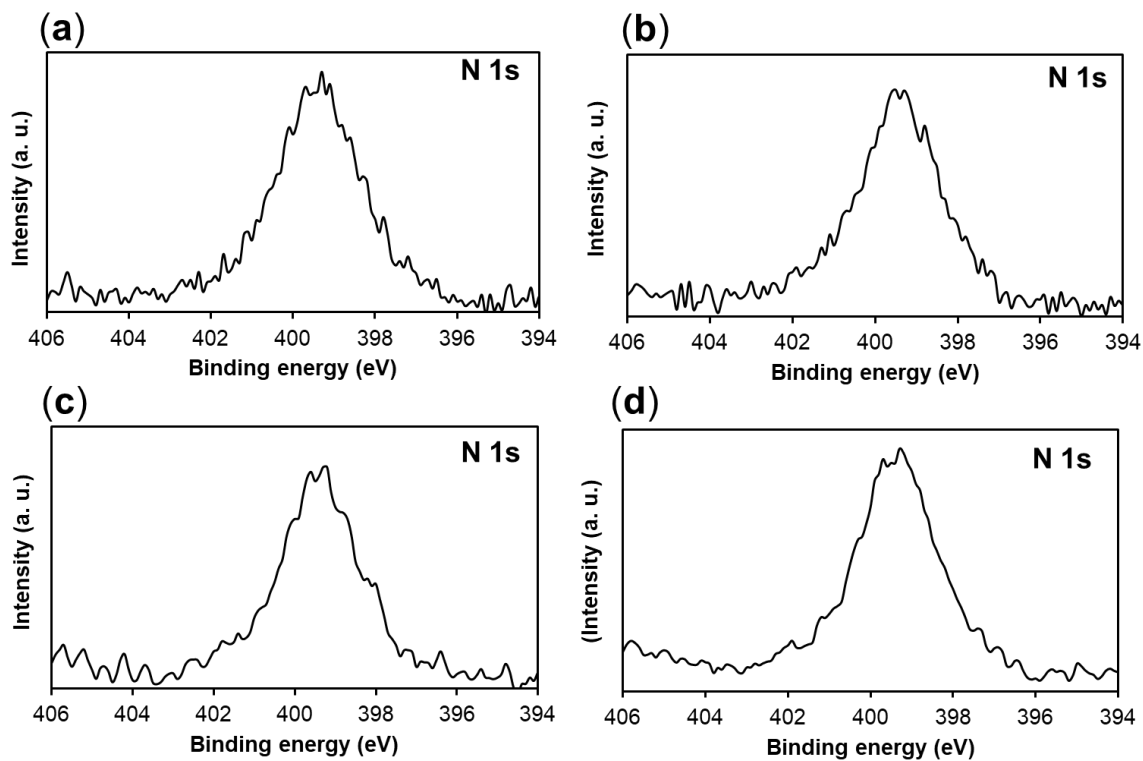 (a)
N 1s
Intensity (a. u.)
406 404 402 400 398 396 394
Binding energy (eV)
(b)
N 1s
Intensity (a. u.)
406 404 402 400 398 396 394
Binding energy (eV)
(c)
N 1s
Intensity (a. u.)
406 404 402 400 398 396 394
Binding energy (eV)
(d)
N 1s
(Intensity (a. u.)
406 404 402 400 398 396 394
Binding energy (eV)